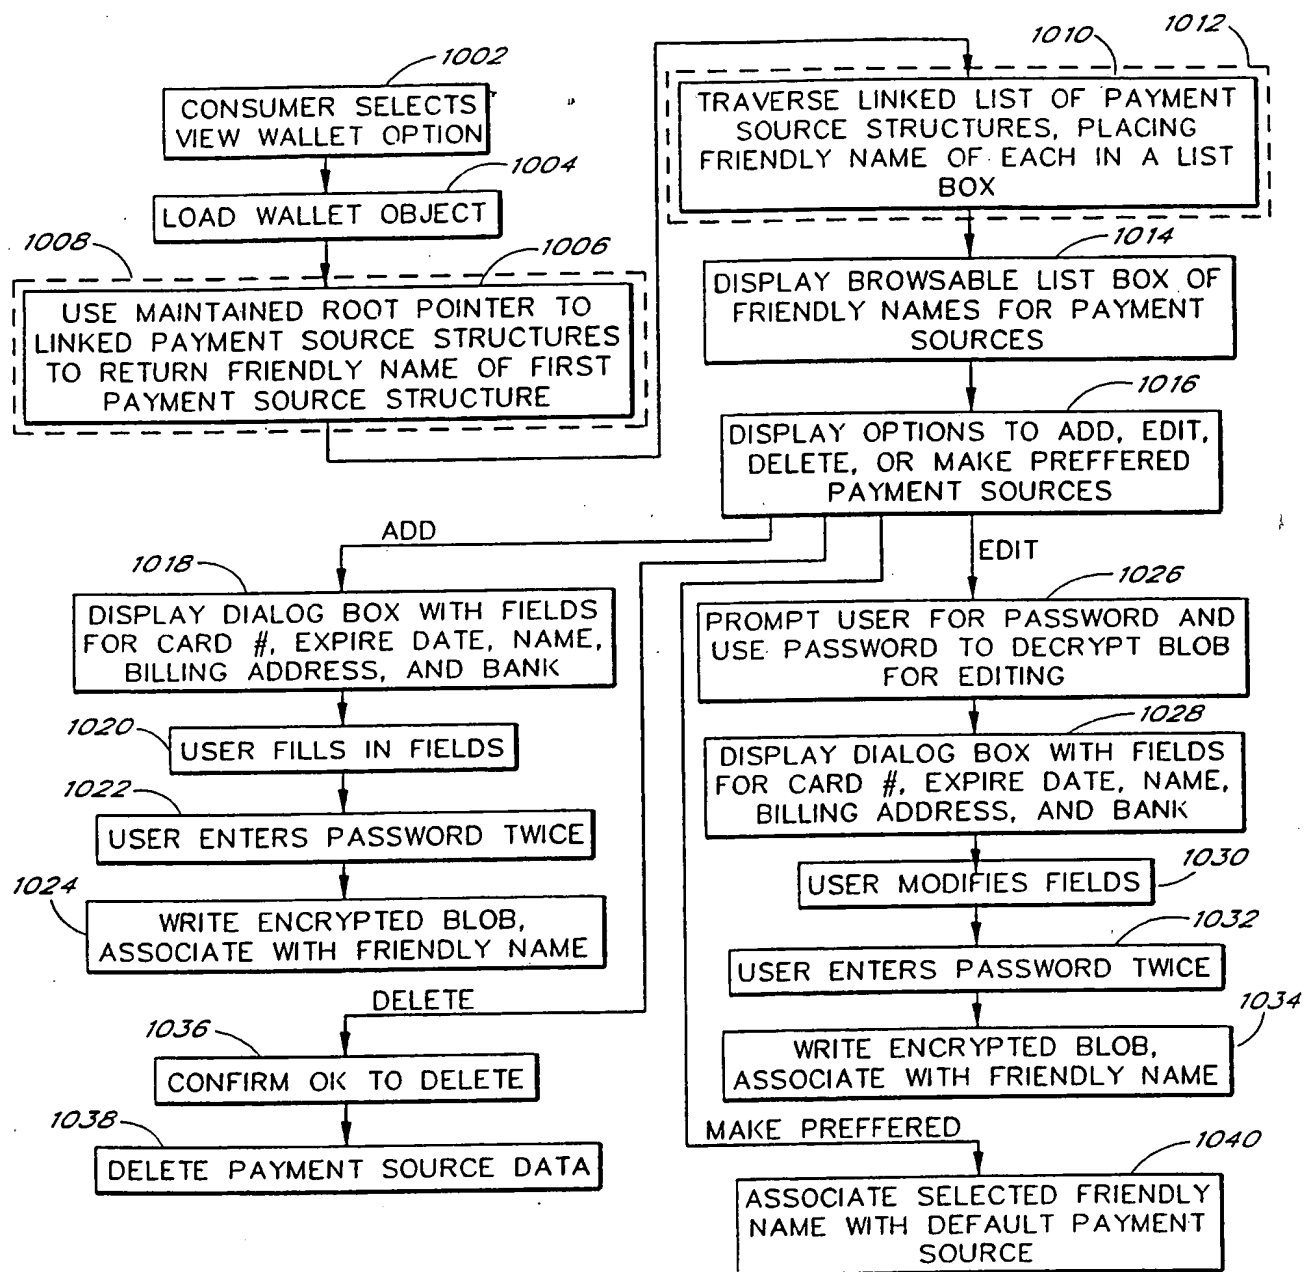 1002
CONSUMER SELECTS
VIEW WALLET OPTION
1004
LOAD WALLET OBJECT
1008
1006
USE MAINTAINED ROOT POINTER TO
LINKED PAYMENT SOURCE STRUCTURES
TO RETURN FRIENDLY NAME OF FIRST
PAYMENT SOURCE STRUCTURE
1010
1012
TRAVERSE LINKED LIST OF PAYMENT
SOURCE STRUCTURES, PLACING
FRIENDLY NAME OF EACH IN A LIST
BOX
1014
DISPLAY BROWSABLE LIST BOX OF
FRIENDLY NAMES FOR PAYMENT
SOURCES
1016
DISPLAY OPTIONS TO ADD, EDIT,
DELETE, OR MAKE PREFFERED
PAYMENT SOURCES
ADD
1018
DISPLAY DIALOG BOX WITH FIELDS
FOR CARD #, EXPIRE DATE, NAME,
BILLING ADDRESS, AND BANK
1020
USER FILLS IN FIELDS
1022
USER ENTERS PASSWORD TWICE
1024
WRITE ENCRYPTED BLOB,
ASSOCIATE WITH FRIENDLY NAME
EDIT
1026
PROMPT USER FOR PASSWORD AND
USE PASSWORD TO DECRYPT BLOB
FOR EDITING
1028
DISPLAY DIALOG BOX WITH FIELDS
FOR CARD #, EXPIRE DATE, NAME,
BILLING ADDRESS, AND BANK
1030
USER MODIFIES FIELDS
1032
USER ENTERS PASSWORD TWICE
1034
WRITE ENCRYPTED BLOB,
ASSOCIATE WITH FRIENDLY NAME
DELETE
1036
CONFIRM OK TO DELETE
1038
DELETE PAYMENT SOURCE DATA
MAKE PREFFERED
1040
ASSOCIATE SELECTED FRIENDLY
NAME WITH DEFAULT PAYMENT
SOURCE